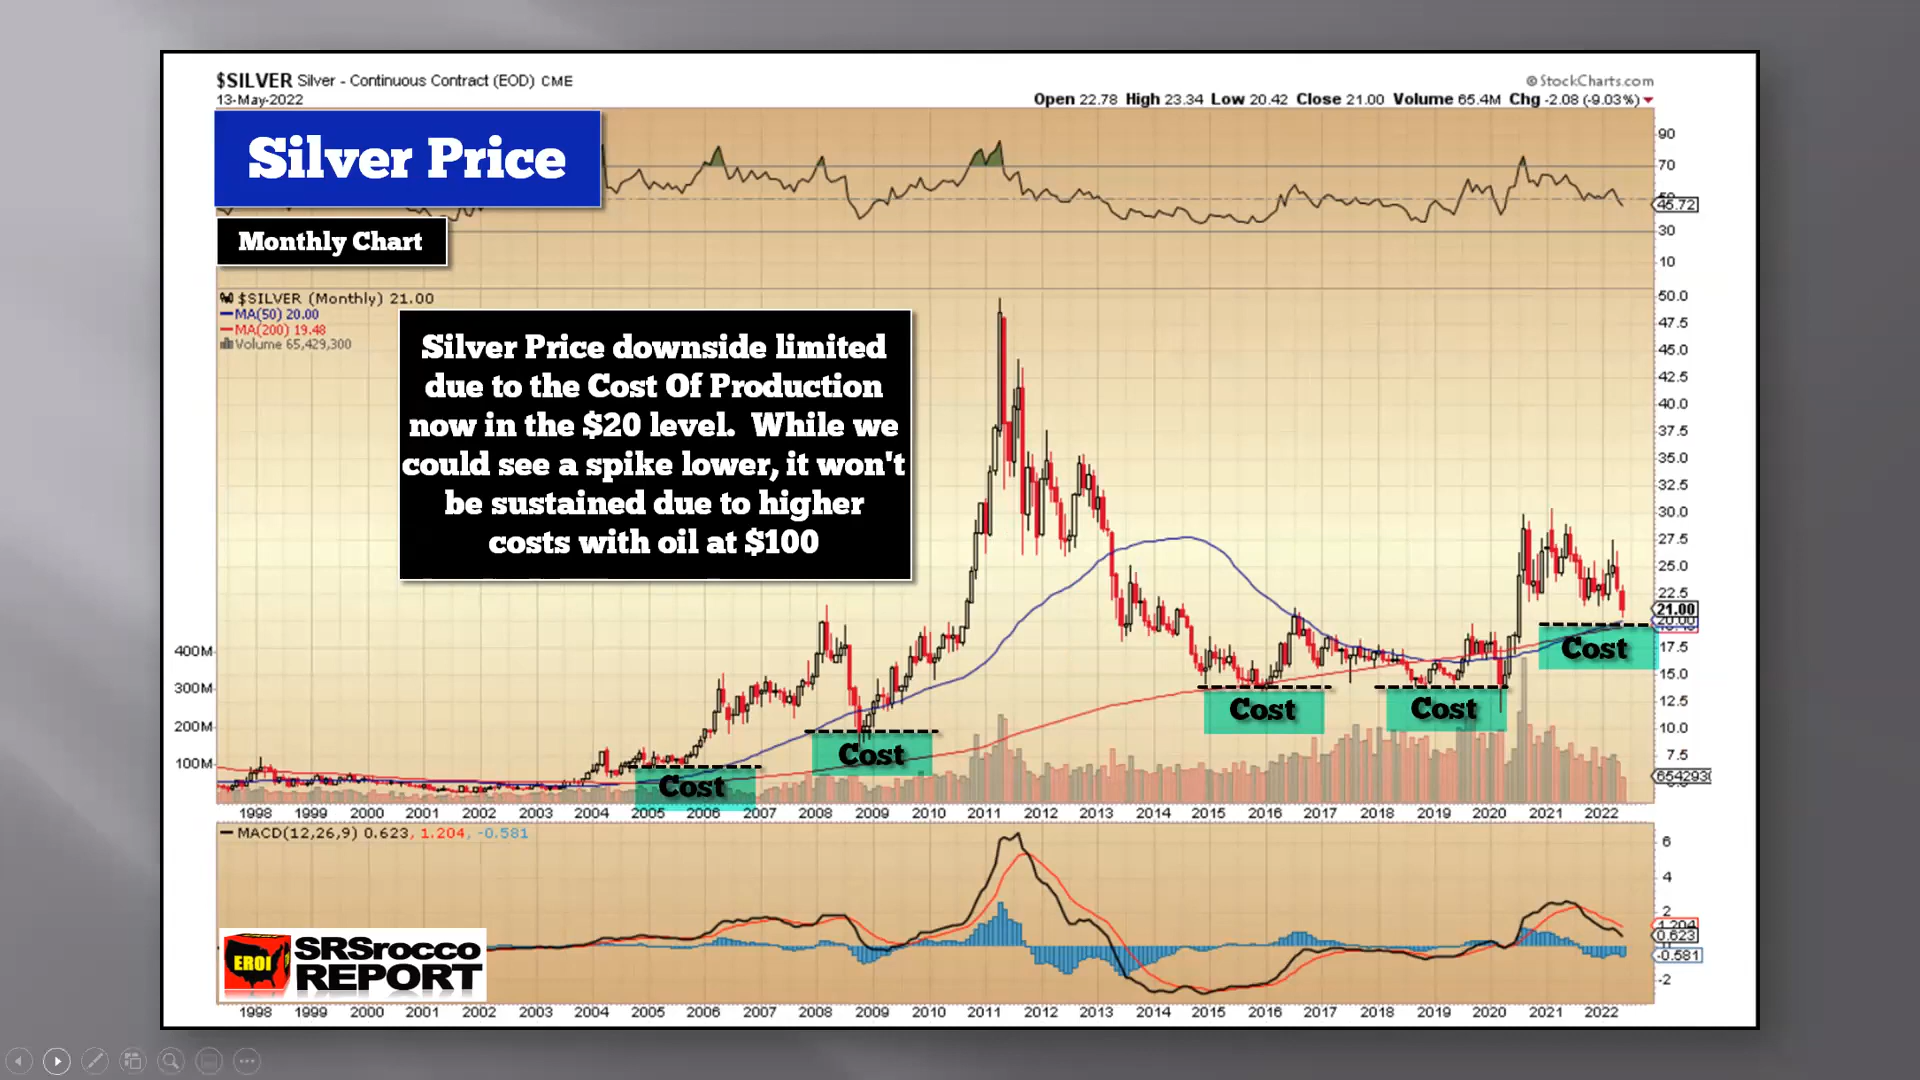 $SILVER Silver - Continuous Contract (EOD) CME
© StockCharts.com
13-May-2022
Open 22.78 High 23.34 Low 20.42 Close 21.00 Volume 65.4M Chg -2.08 (-9.03%)
Silver Price
Monthly Chart
90
70
45.72
30
10
$SILVER (Monthly) 21.00
MA(50) 20.00
MA(200) 19.48
Volume 65,429,300
Silver Price downside limited
due to the Cost Of Production
now in the $20 level. While we
could see a spike lower, it won't
be sustained due to higher
costs with oil at $100
50.0
47.5
45.0
42.5
40.0
37.5
35.0
32.5
30.0
27.5
25.0
22.5
21.00
20.00
17.5
15.0
12.5
10.0
7.5
654293
400M
300M
200M
100M
Cost
Cost
Cost
Cost
Cost
1998 1999 2000 2001 2002 2003 2004 2005 2006 2007 2008 2009 2010 2011 2012 2013 2014 2015 2016 2017 2018 2019 2020 2021 2022
MACD(12,26,9) 0.623, 1.204, -0.581
6
4
2
1.204
0.623
-0.581
-2
EROI
SRSrocco
REPORT
1998 1999 2000 2001 2002 2003 2004 2005 2006 2007 2008 2009 2010 2011 2012 2013 2014 2015 2016 2017 2018 2019 2020 2021 2022